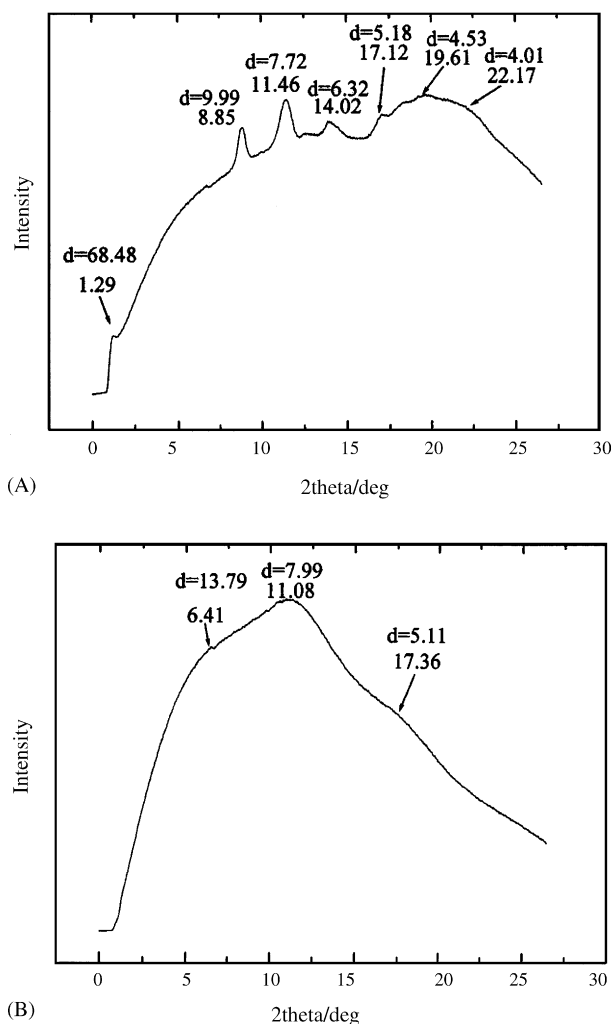 d=5.18
17.12
d=4.53
19.61
d=4.01
22.17
d=7.72
11.46
d=6.32
14.02
d=9.99
8.85
d=68.48
1.29
Intensity
0 5 10 15 20 25 30
2theta/deg
(A)
d=13.79
6.41
d=7.99
11.08
d=5.11
17.36
Intensity
0 5 10 15 20 25 30
2theta/deg
(B)